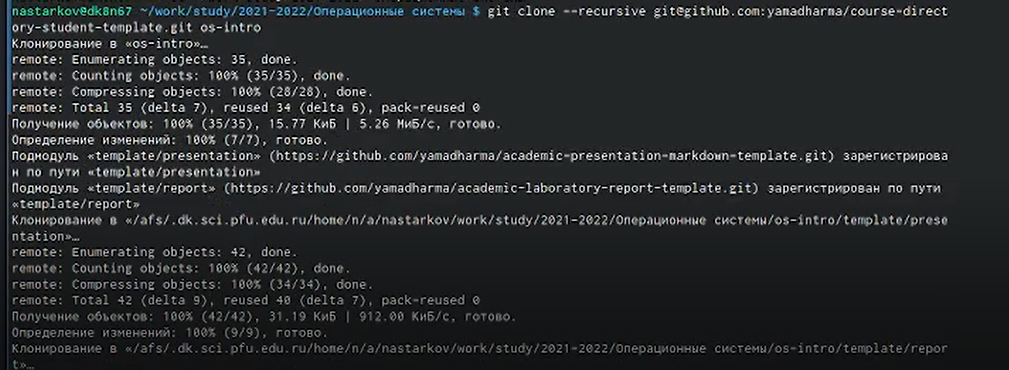 nastarkov@dk8n67 ~/work/study/2021-2022/Операционные системы $ git clone --recursive git@github.com:yamadharma/course-direct
ory-student-template.git os-intro
Клонирование в «os-intro»…
remote: Enumerating objects: 35, done.
remote: Counting objects: 100% (35/35), done.
remote: Compressing objects: 100% (28/28), done.
remote: Total 35 (delta 7), reused 34 (delta 6), pack-reused 0
Получение объектов: 100% (35/35), 15.77 КиБ | 5.26 МиБ/с, готово.
Определение изменений: 100% (7/7), готово.
Подмодуль «template/presentation» (https://github.com/yamadharma/academic-presentation-markdown-template.git) зарегистрирова
н по пути «template/presentation»
Подмодуль «template/report» (https://github.com/yamadharma/academic-laboratory-report-template.git) зарегистрирован по пути
«template/report»
Клонирование в «/afs/.dk.sci.pfu.edu.ru/home/n/a/nastarkov/work/study/2021-2022/Операционные системы/os-intro/template/prese
ntation»…
remote: Enumerating objects: 42, done.
remote: Counting objects: 100% (42/42), done.
remote: Compressing objects: 100% (34/34), done.
remote: Total 42 (delta 9), reused 40 (delta 7), pack-reused 0
Получение объектов: 100% (42/42), 31.19 КиБ | 912.00 КиБ/с, готово.
Определение изменений: 100% (9/9), готово.
Клонирование в «/afs/.dk.sci.pfu.edu.ru/home/n/a/nastarkov/work/study/2021-2022/Операционные системы/os-intro/template/repor
t»…